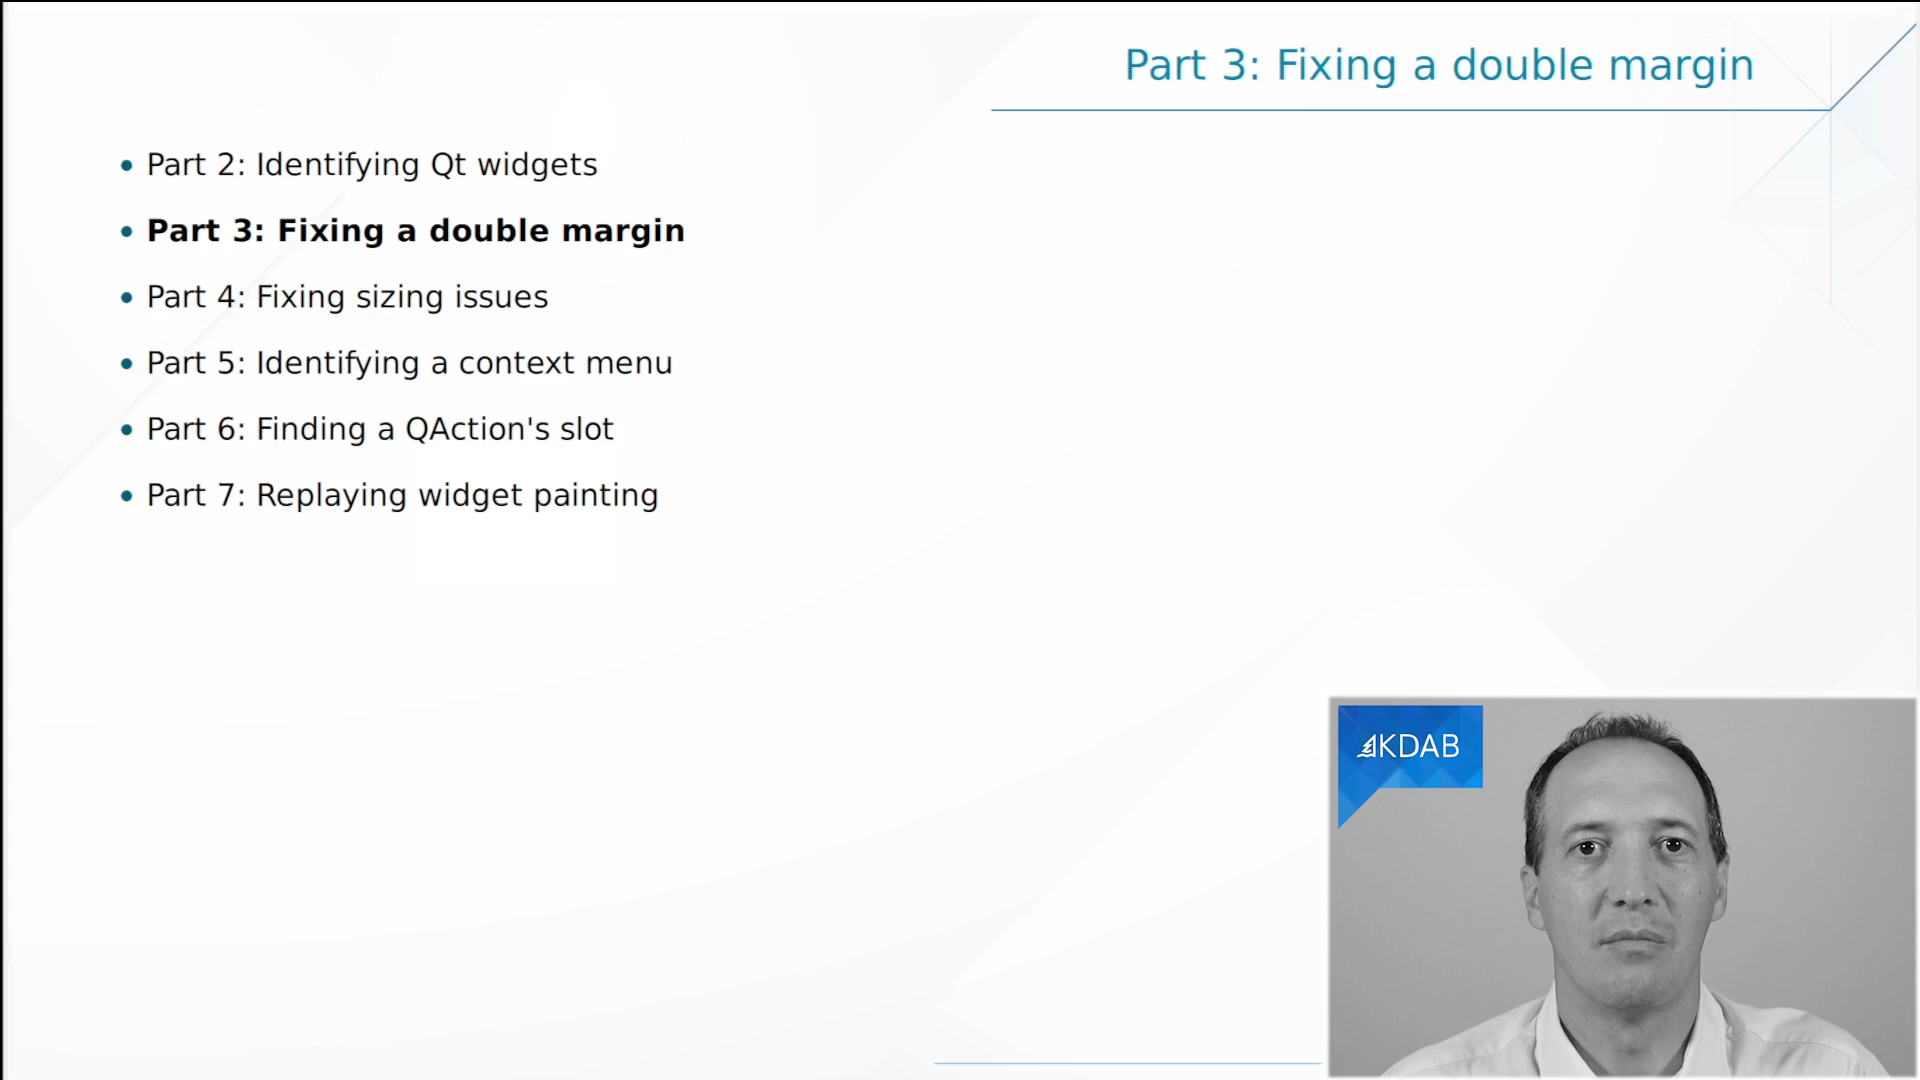 Part 3: Fixing a double margin
Part 2: Identifying Qt widgets
Part 3: Fixing a double margin
Part 4: Fixing sizing issues
Part 5: Identifying a context menu
Part 6: Finding a QAction's slot
Part 7: Replaying widget painting
KDAB